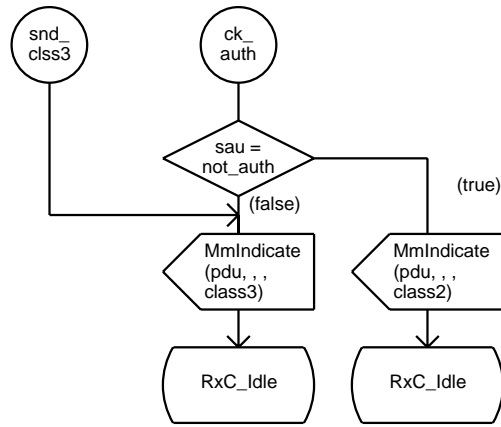 snd_
clss3
ck_
auth
sau =
not_auth
(true)
(false)
MmIndicate
(pdu, , ,
class3)
MmIndicate
(pdu, , ,
class2)
RxC_Idle
RxC_Idle